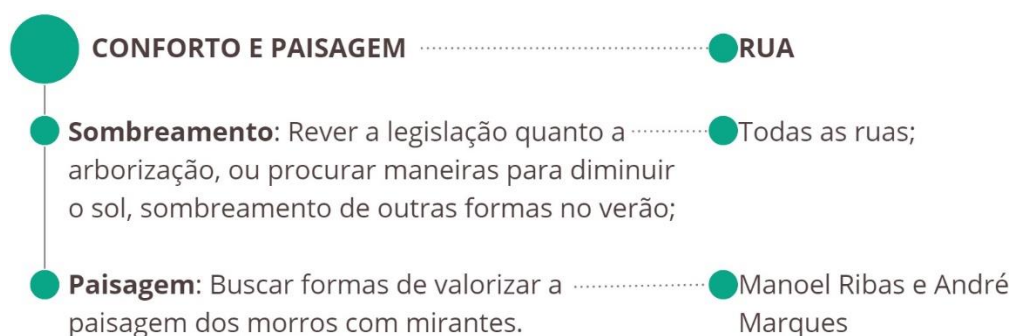 CONFORTO E PAISAGEM
RUA
Sombreamento: Rever a legislação quanto a
arborização, ou procurar maneiras para diminuir
o sol, sombreamento de outras formas no verão;
Todas as ruas;
Paisagem: Buscar formas de valorizar a
paisagem dos morros com mirantes.
Manoel Ribas e André
Marques